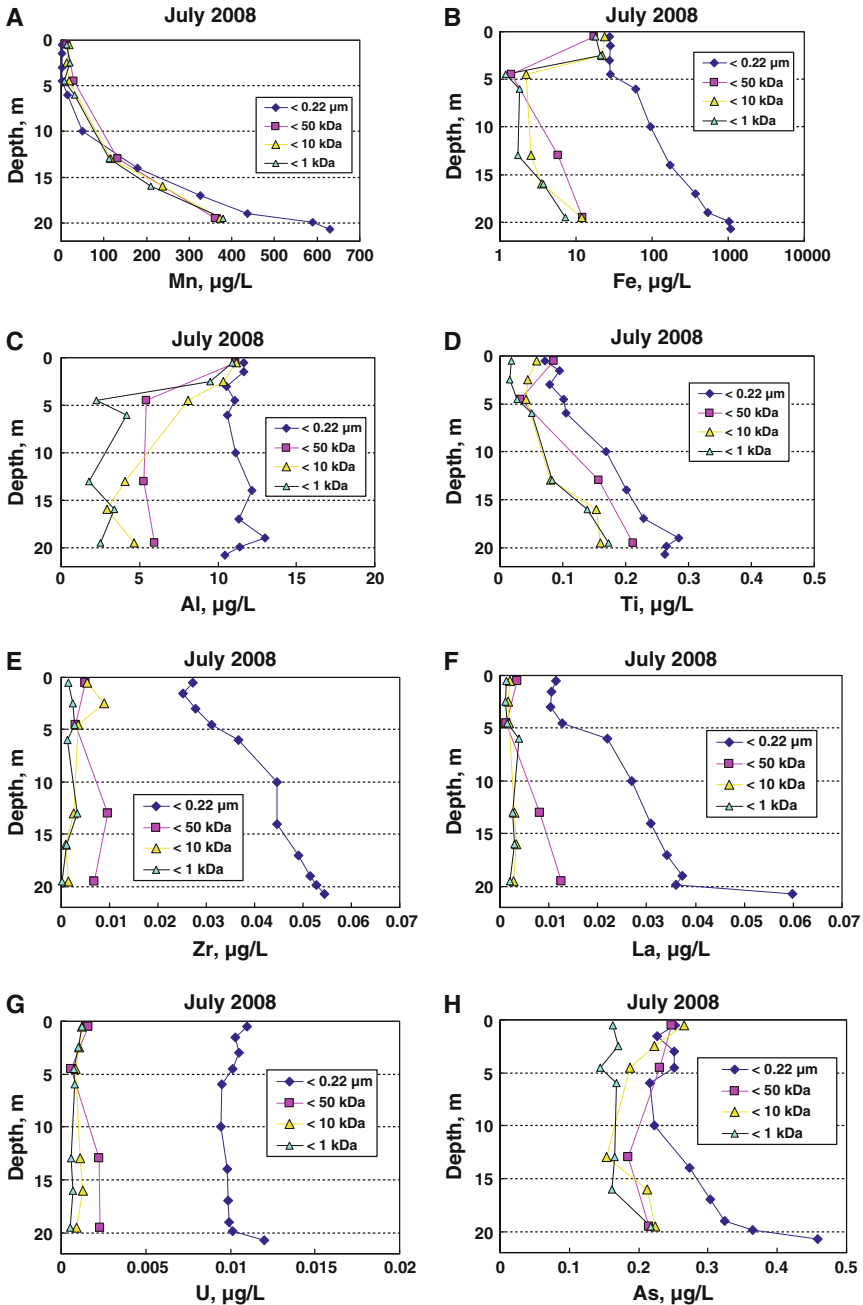 A
July 2008
Depth, m
0
5
10
15
20
0 100 200 300 400 500 600 700
Mn, µg/L
< 0.22 µm
< 50 kDa
< 10 kDa
< 1 kDa
B
July 2008
Depth, m
0
5
10
15
20
1 10 100 1000 10000
Fe, µg/L
< 0.22 µm
< 50 kDa
< 10 kDa
< 1 kDa
C
July 2008
Depth, m
0
5
10
15
20
0 5 10 15 20
Al, µg/L
< 0.22 µm
< 50 kDa
< 10 kDa
< 1 kDa
D
July 2008
Depth, m
0
5
10
15
20
0 0.1 0.2 0.3 0.4 0.5
Ti, µg/L
< 0.22 µm
< 50 kDa
< 10 kDa
< 1 kDa
E
July 2008
Depth, m
0
5
10
15
20
0 0.01 0.02 0.03 0.04 0.05 0.06 0.07
Zr, µg/L
< 0.22 µm
< 50 kDa
< 10 kDa
< 1 kDa
F
July 2008
Depth, m
0
5
10
15
20
0 0.01 0.02 0.03 0.04 0.05 0.06 0.07
La, µg/L
< 0.22 µm
< 50 kDa
< 10 kDa
< 1 kDa
G
July 2008
Depth, m
0
5
10
15
20
0 0.005 0.01 0.015 0.02
U, µg/L
< 0.22 µm
< 50 kDa
< 10 kDa
< 1 kDa
H
July 2008
Depth, m
0
5
10
15
20
0 0.1 0.2 0.3 0.4 0.5
As, µg/L
< 0.22 µm
< 50 kDa
< 10 kDa
< 1 kDa